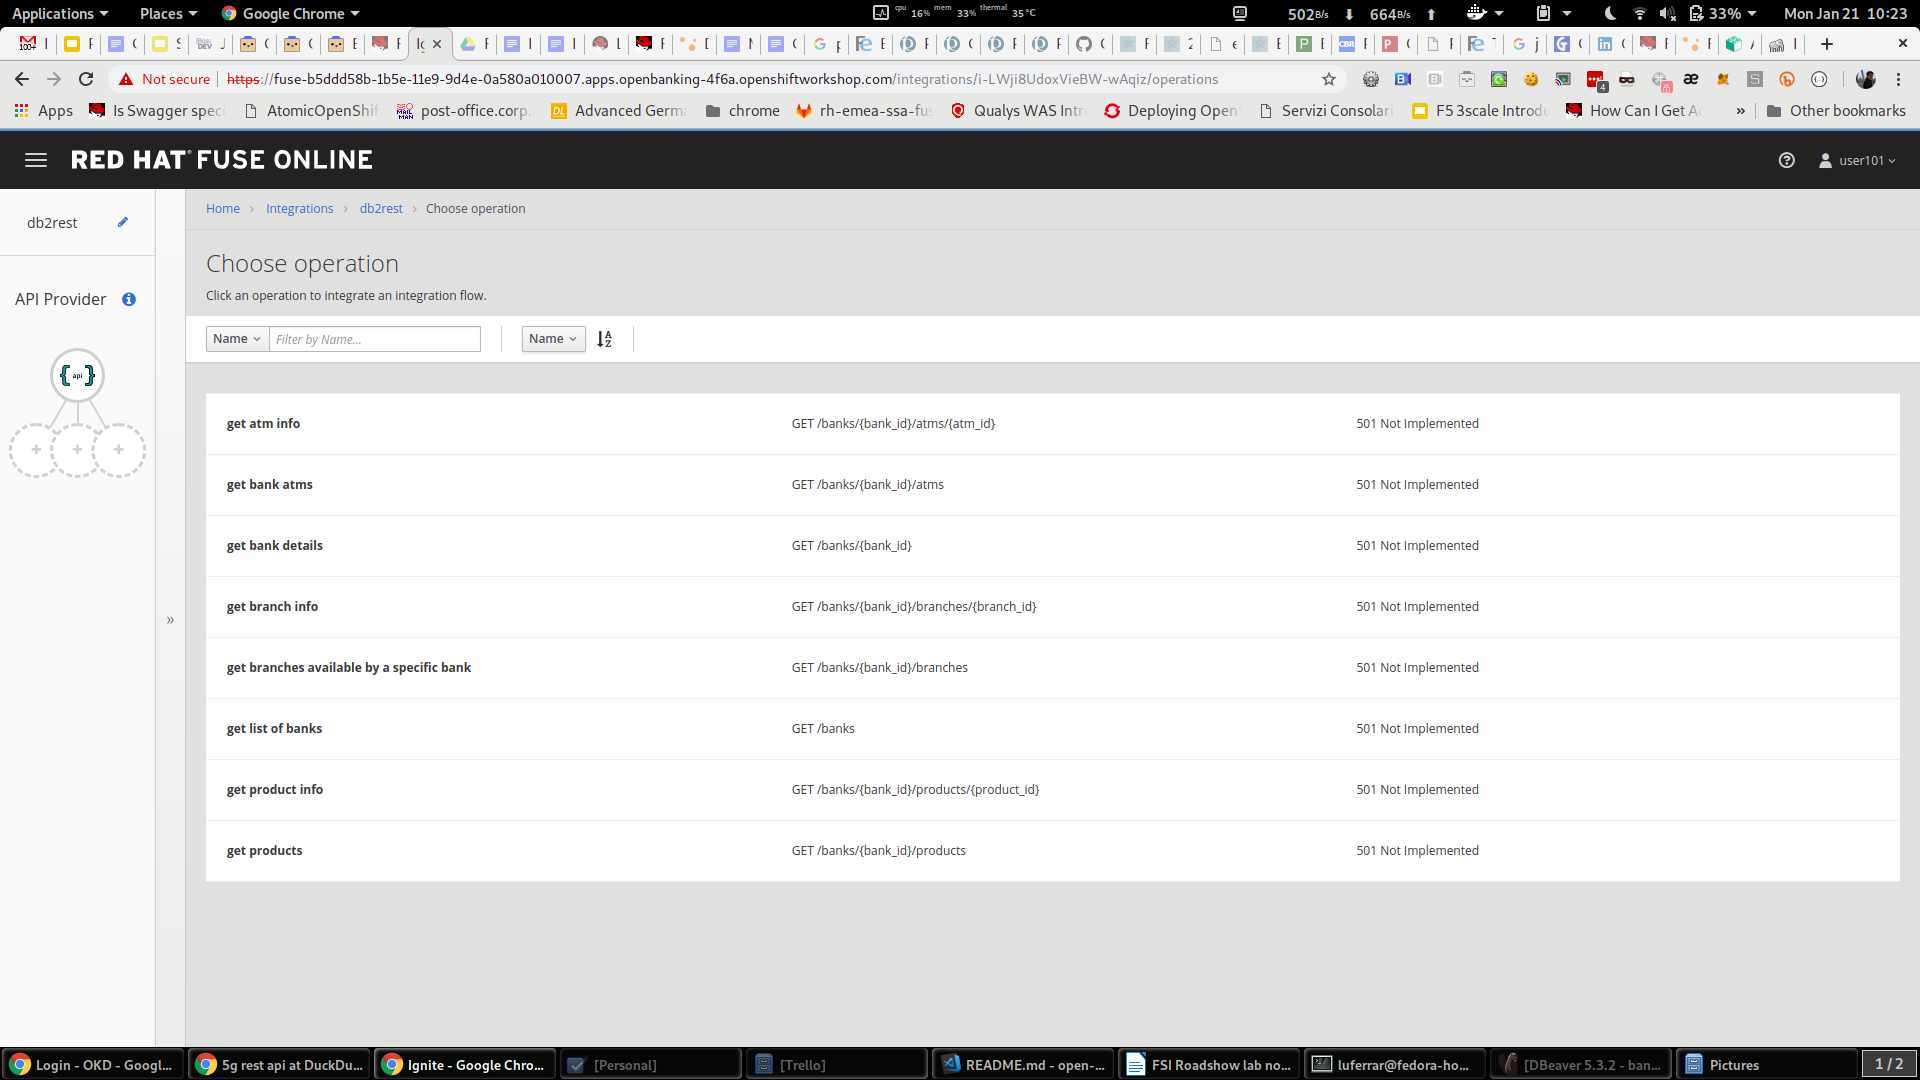 Applications Places Google Chrome cpu 16% mem 33% thermal 35°C 502B/s 664B/s 33% Mon Jan 21 10:23
Not secure https://fuse-b5ddd58b-1b5e-11e9-9d4e-0a580a010007.apps.openbanking-4f6a.openshiftworkshop.com/integrations/i-LWji8UdoxVieBW-wAqiz/operations
Apps Is Swagger spec AtomicOpenShif post-office.corp. Advanced Germa chrome rh-emea-ssa-fus Qualys WAS Intr Deploying Open Servizi Consolari F5 3scale Introdu How Can I Get Ac » Other bookmarks
RED HAT FUSE ONLINE user101
db2rest
Home Integrations db2rest Choose operation
Choose operation
API Provider
Click an operation to integrate an integration flow.
Name Filter by Name... Name
api
get atm info GET /banks/{bank_id}/atms/{atm_id} 501 Not Implemented
get bank atms GET /banks/{bank_id}/atms 501 Not Implemented
get bank details GET /banks/{bank_id} 501 Not Implemented
get branch info GET /banks/{bank_id}/branches/{branch_id} 501 Not Implemented
get branches available by a specific bank GET /banks/{bank_id}/branches 501 Not Implemented
get list of banks GET /banks 501 Not Implemented
get product info GET /banks/{bank_id}/products/{product_id} 501 Not Implemented
get products GET /banks/{bank_id}/products 501 Not Implemented
Login - OKD - Googl... 5g rest api at DuckDu... Ignite - Google Chro... [Personal] [Trello] README.md - open-... FSI Roadshow lab no... luferrar@fedora-ho... [DBeaver 5.3.2 - ban... Pictures 1 / 2